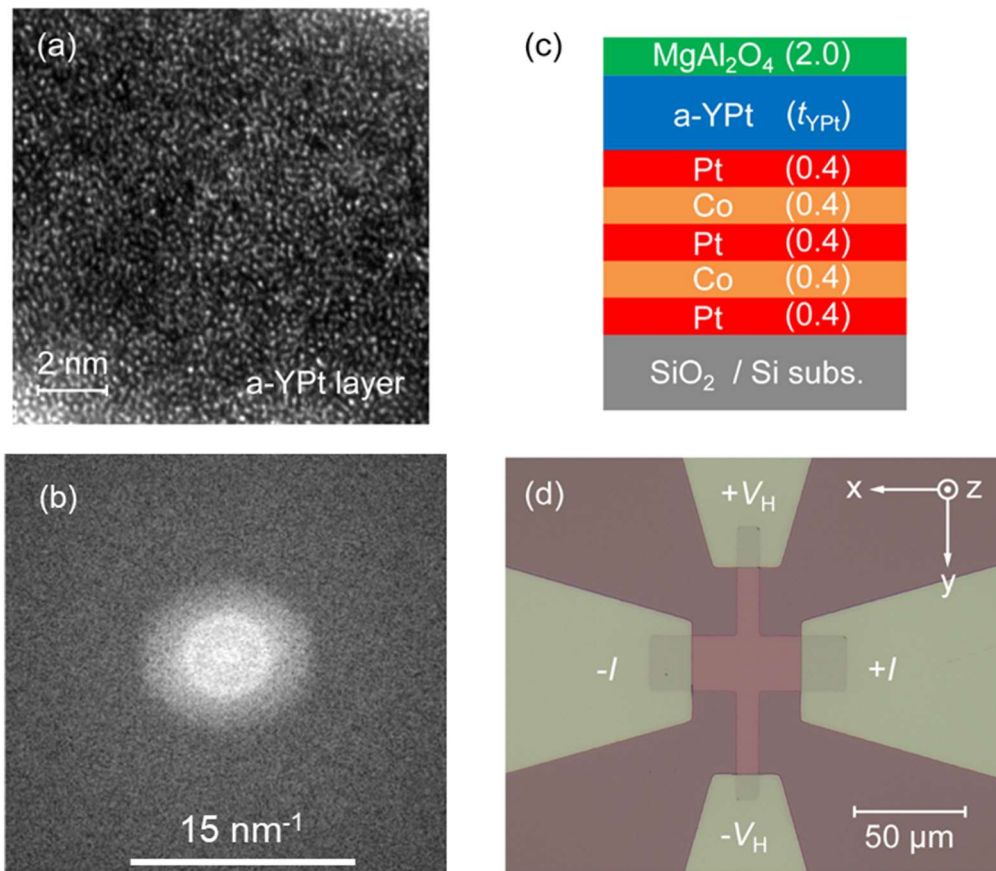 (a)
2 nm
a-YPt layer
(b)
15 nm⁻¹
(c)
MgAl₂O₄ (2.0)
a-YPt (tYPt)
Pt (0.4)
Co (0.4)
Pt (0.4)
Co (0.4)
Pt (0.4)
SiO₂ / Si subs.
(d)
+VH
x z
y
-I +I
-VH
50 μm